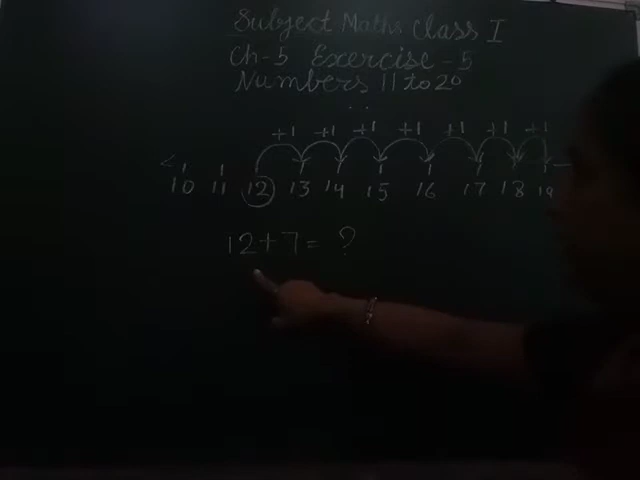 Subject Maths Class I
Ch-5 Exercise-5
Numbers 11 to 20
+1 +1 +1 +1 +1 +1 +1
10 11 12 13 14 15 16 17 18 19
12+7= ?